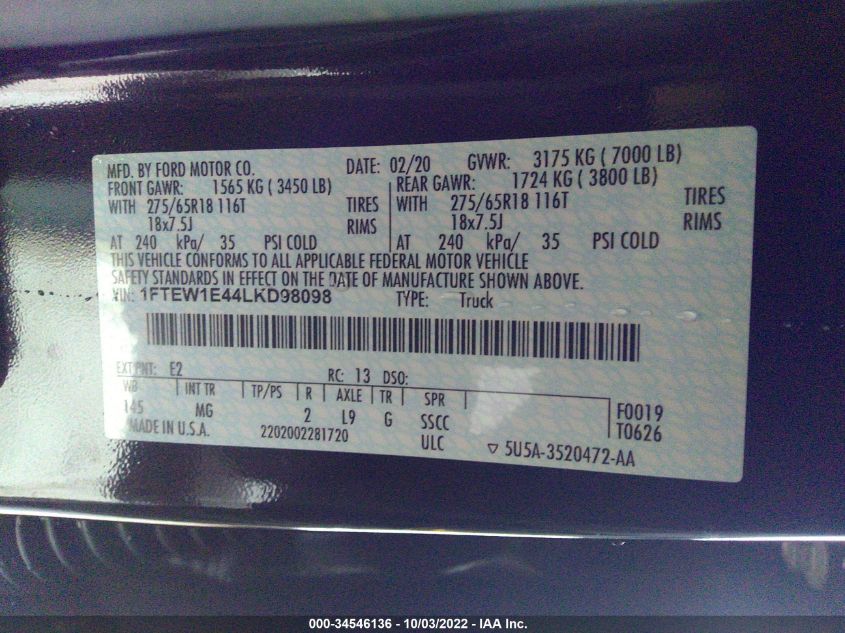 MFD. BY FORD MOTOR CO. DATE: 02/20 GVWR: 3175 KG ( 7000 LB)
FRONT GAWR: 1565 KG ( 3450 LB) REAR GAWR: 1724 KG ( 3800 LB)
WITH 275/65R18 116T TIRES WITH 275/65R18 116T TIRES
18x7.5J RIMS 18x7.5J RIMS
AT 240 kPa/ 35 PSI COLD AT 240 kPa/ 35 PSI COLD
THIS VEHICLE CONFORMS TO ALL APPLICABLE FEDERAL MOTOR VEHICLE
SAFETY STANDARDS IN EFFECT ON THE DATE OF MANUFACTURE SHOWN ABOVE.
VIN: 1FTEW1E44LKD98098 TYPE: Truck
EXT PNT: E2 RC: 13 DSO:
WB INT TR TP/PS R AXLE TR SPR
145 MG 2 L9 G SSCC F0019
MADE IN U.S.A. 2202002281720 ULC T0626
▽ 5U5A-3520472-AA
000-34546136 - 10/03/2022 - IAA Inc.